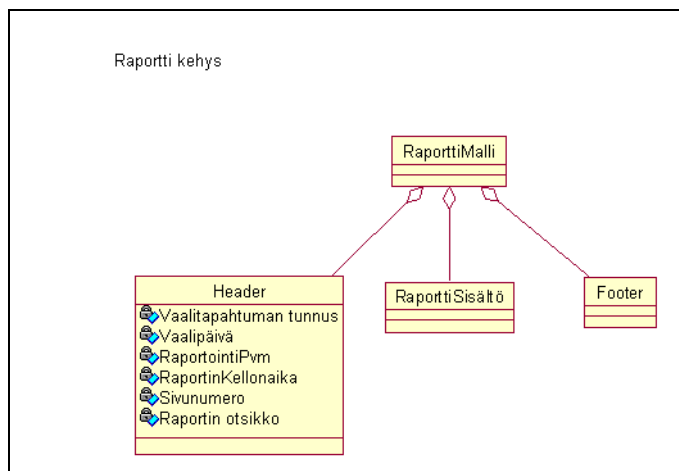 Raportti kehys
RaporttiMalli
Header
Vaalitapahtuman tunnus
Vaalipäivä
RaportointiPvm
RaportinKellonaika
Sivunumero
Raportin otsikko
RaporttiSisältö
Footer